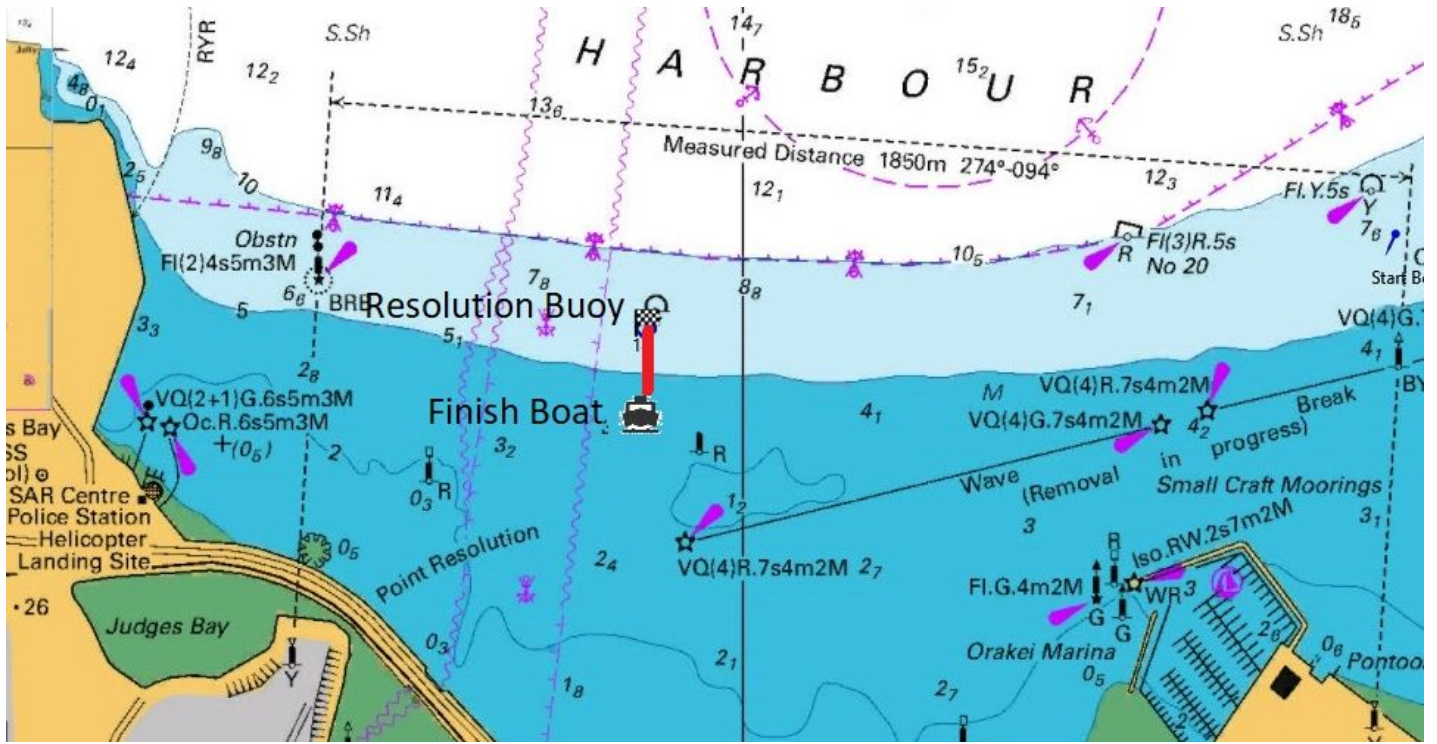 13₄
14₇
18₅
RYR
S.Sh
S.Sh
12₄
12₂
HARBOUR
15₂
4₈
0₁
13₆
Measured Distance 1850m 274°-094°
9₈
2₅
10
11₄
12₁
12₃
Fl.Y.5s
Y
7₆
Obstn
Fl(2)4s5m3M
10₅
R
Fl(3)R.5s
No 20
6₆
BRB
7₈
8₈
7₁
Resolution Buoy
3₃
5
5₁
VQ(4)G.
4₁
2₈
VQ(2+1)G.6s5m3M
Oc.R.6s5m3M
(0₅)
Finish Boat
4₁
M
VQ(4)R.7s4m2M
VQ(4)G.7s4m2M
4₂
Break
BY
s Bay
SS
2
3₂
R
R
0₃
Wave
(Removal
in
progress)
SAR Centre
Police Station
Helicopter
Landing Site
1₂
3
Small Craft Moorings
3₁
Point Resolution
0₅
2₄
VQ(4)R.7s4m2M
2₇
R
Iso.RW.2s7m2M
Fl.G.4m2M
WR
3
G
G
26
Judges Bay
0₃
2₁
Orakei Marina
0₅
2₆
0₆
Pontoo
Y
1₈
2₇
2
Y